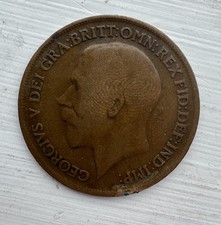 GEORGIVS V DEI GRA:BRITT:OMN:REX FID:DEF:IND:IMP: